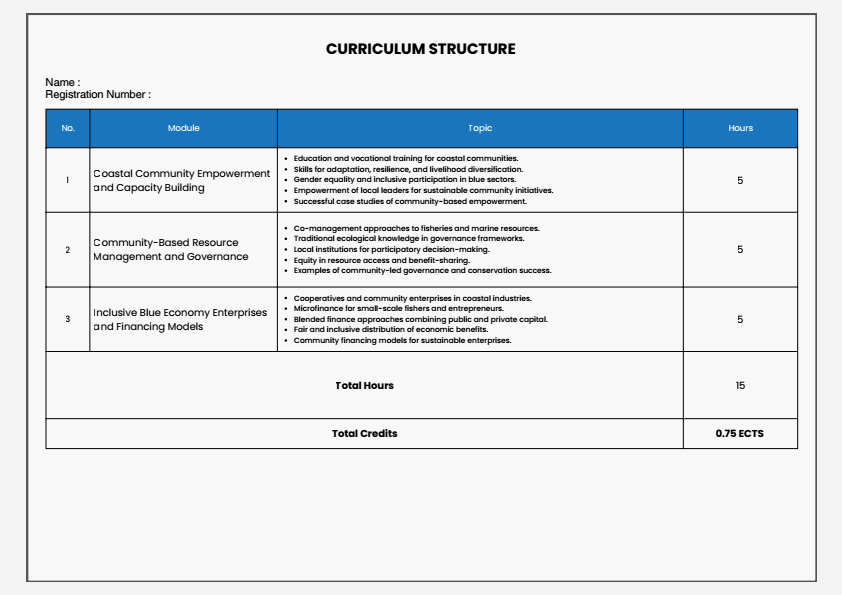 CURRICULUM STRUCTURE
Name :
Registration Number :
No. Module Topic Hours
1 Coastal Community Empowerment and Capacity Building
• Education and vocational training for coastal communities.
• Skills for adaptation, resilience, and livelihood diversification.
• Gender equality and inclusive participation in blue sectors.
• Empowerment of local leaders for sustainable community initiatives.
• Successful case studies of community-based empowerment.
5
2 Community-Based Resource Management and Governance
• Co-management approaches to fisheries and marine resources.
• Traditional ecological knowledge in governance frameworks.
• Local institutions for participatory decision-making.
• Equity in resource access and benefit-sharing.
• Examples of community-led governance and conservation success.
5
3 Inclusive Blue Economy Enterprises and Financing Models
• Cooperatives and community enterprises in coastal industries.
• Microfinance for small-scale fishers and entrepreneurs.
• Blended finance approaches combining public and private capital.
• Fair and inclusive distribution of economic benefits.
• Community financing models for sustainable enterprises.
5
Total Hours 15
Total Credits 0.75 ECTS